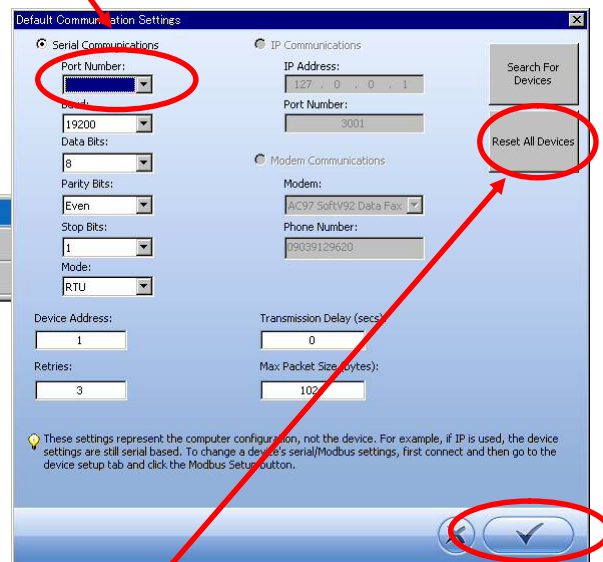 Default Communication Settings
Serial Communications
Port Number:
Baud:
19200
Data Bits:
8
Parity Bits:
Even
Stop Bits:
1
Mode:
RTU
IP Communications
IP Address:
127 . 0 . 0 . 1
Port Number:
3001
Modem Communications
Modem:
AC97 SoftV92 Data Fax
Phone Number:
09039129620
Search For
Devices
Reset All Devices
Device Address:
1
Transmission Delay (secs):
0
Retries:
3
Max Packet Size (bytes):
These settings represent the computer configuration, not the device. For example, if IP is used, the device
settings are still serial based. To change a device's serial/Modbus settings, first connect and then go to the
device setup tab and click the Modbus Setup button.